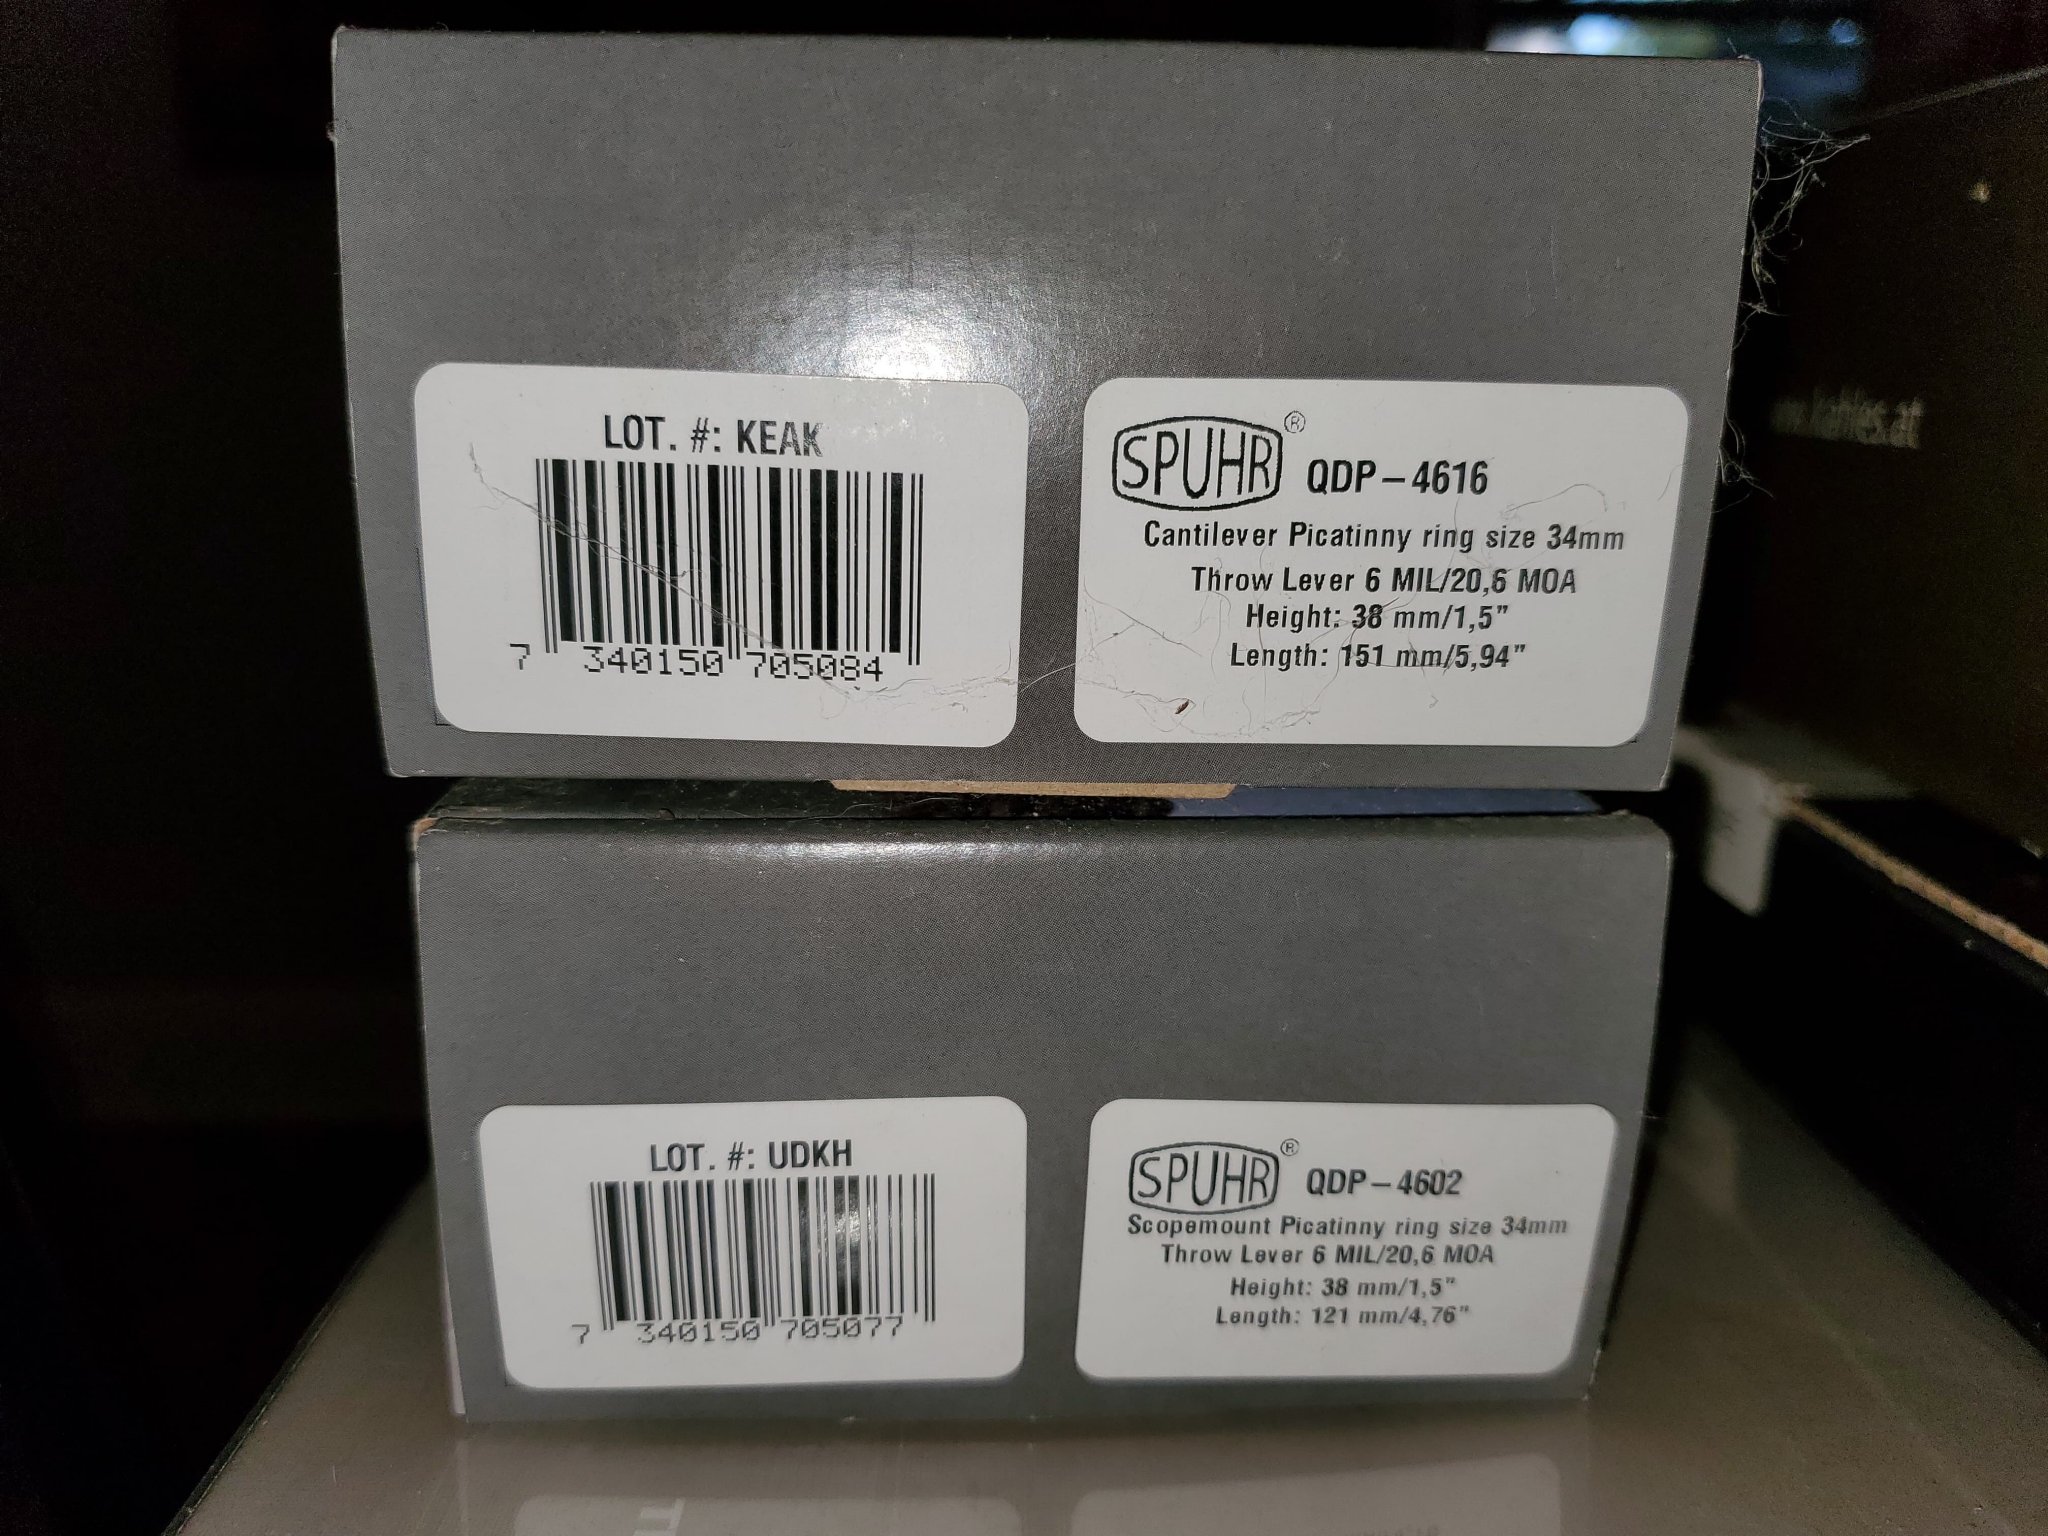 LOT. #: KEAK
7 340150 705084
SPUHR® QDP-4616
Cantilever Picatinny ring size 34mm
Throw Lever 6 MIL/20,6 MOA
Height: 38 mm/1,5"
Length: 151 mm/5,94"
LOT. #: UDKH
7 340150 705077
SPUHR® QDP-4602
Scopemount Picatinny ring size 34mm
Throw Lever 6 MIL/20,6 MOA
Height: 38 mm/1,5"
Length: 121 mm/4,76"